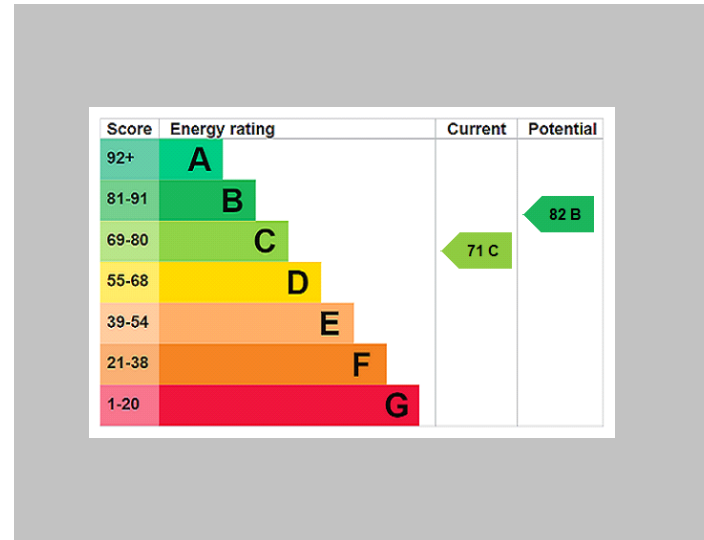 Score Energy rating Current Potential
92+ A
81-91 B
82 B
69-80 C
71 C
55-68 D
39-54 E
21-38 F
1-20 G